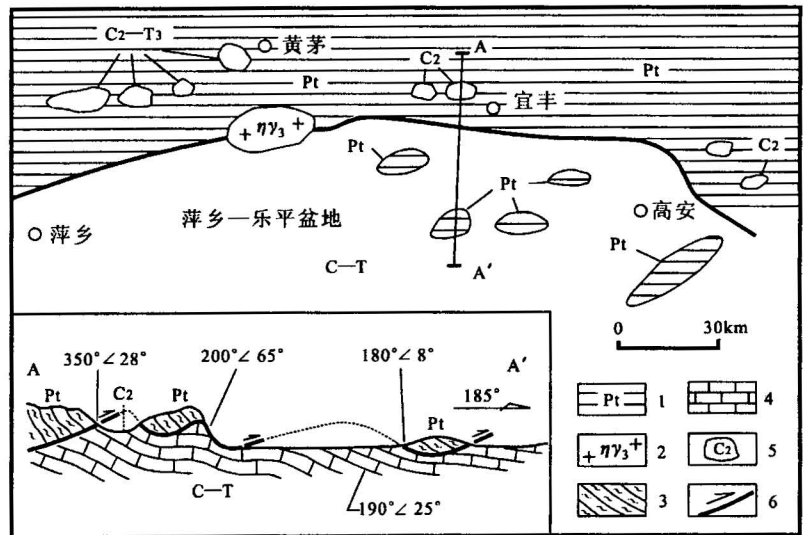 C₂—T₃
黄茅
A
C₂
Pt
Pt
宜丰
ηγ₃
Pt
C₂
Pt
萍乡
萍乡—乐平盆地
高安
Pt
C—T
A′
0 30km
A
350°∠28°
200°∠65°
180°∠8°
A′
Pt
C₂
Pt
185°
Pt
C—T
190°∠25°
Pt 1
4
ηγ₃ 2
C₂ 5
3
6